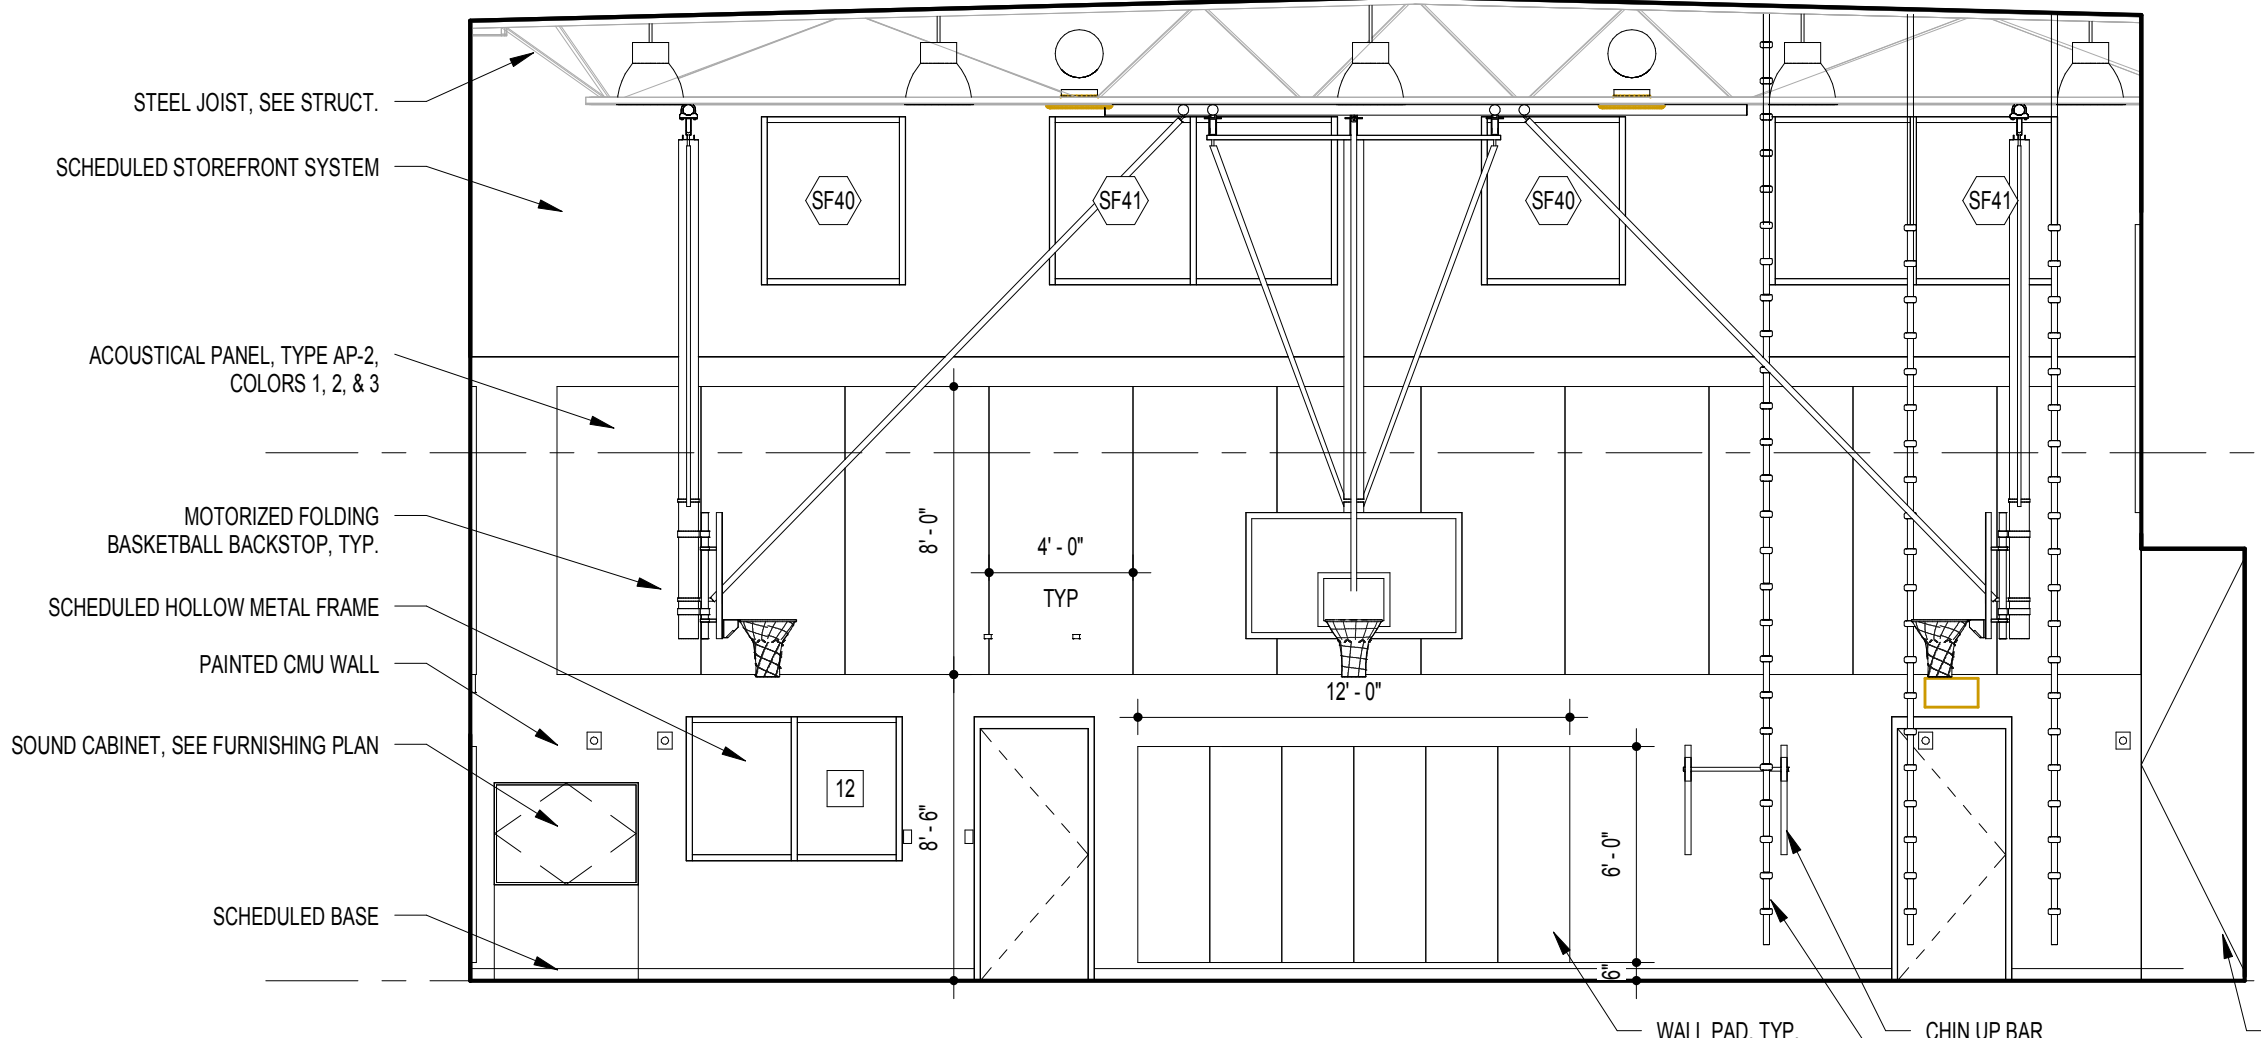 STEEL JOIST, SEE STRUCT.
SCHEDULED STOREFRONT SYSTEM
SF40
SF41
SF40
SF41
ACOUSTICAL PANEL, TYPE AP-2,
COLORS 1, 2, & 3
MOTORIZED FOLDING
BASKETBALL BACKSTOP, TYP.
8' - 0"
4' - 0"
TYP
SCHEDULED HOLLOW METAL FRAME
PAINTED CMU WALL
12' - 0"
SOUND CABINET, SEE FURNISHING PLAN
12
8' - 6"
6' - 0"
SCHEDULED BASE
6"
WALL PAD, TYP.
CHIN UP BAR